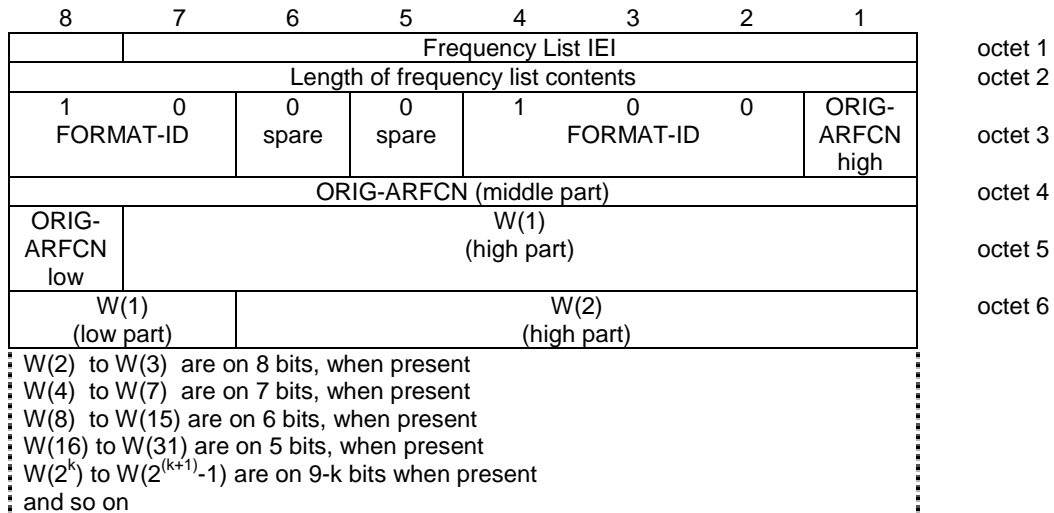 8 7 6 5 4 3 2 1
Frequency List IEI octet 1
Length of frequency list contents octet 2
1 0 0 0 1 0 0 ORIG-
FORMAT-ID spare spare FORMAT-ID ARFCN octet 3
high
ORIG-ARFCN (middle part) octet 4
ORIG- W(1)
ARFCN (high part) octet 5
low
W(1) W(2) octet 6
(low part) (high part)
W(2) to W(3) are on 8 bits, when present
W(4) to W(7) are on 7 bits, when present
W(8) to W(15) are on 6 bits, when present
W(16) to W(31) are on 5 bits, when present
W(2^k) to W(2^(k+1)-1) are on 9-k bits when present
and so on